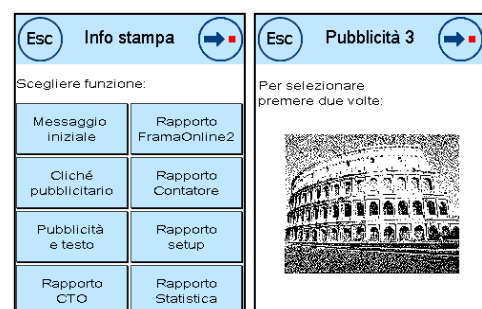 Esc Info stampa
Scegliere funzione:
Messaggio
iniziale
Rapporto
FramaOnline2
Cliché
pubblicitario
Rapporto
Contatore
Pubblicità
e testo
Rapporto
setup
Rapporto
CTO
Rapporto
Statistica
Esc Pubblicità 3
Per selezionare
premere due volte: